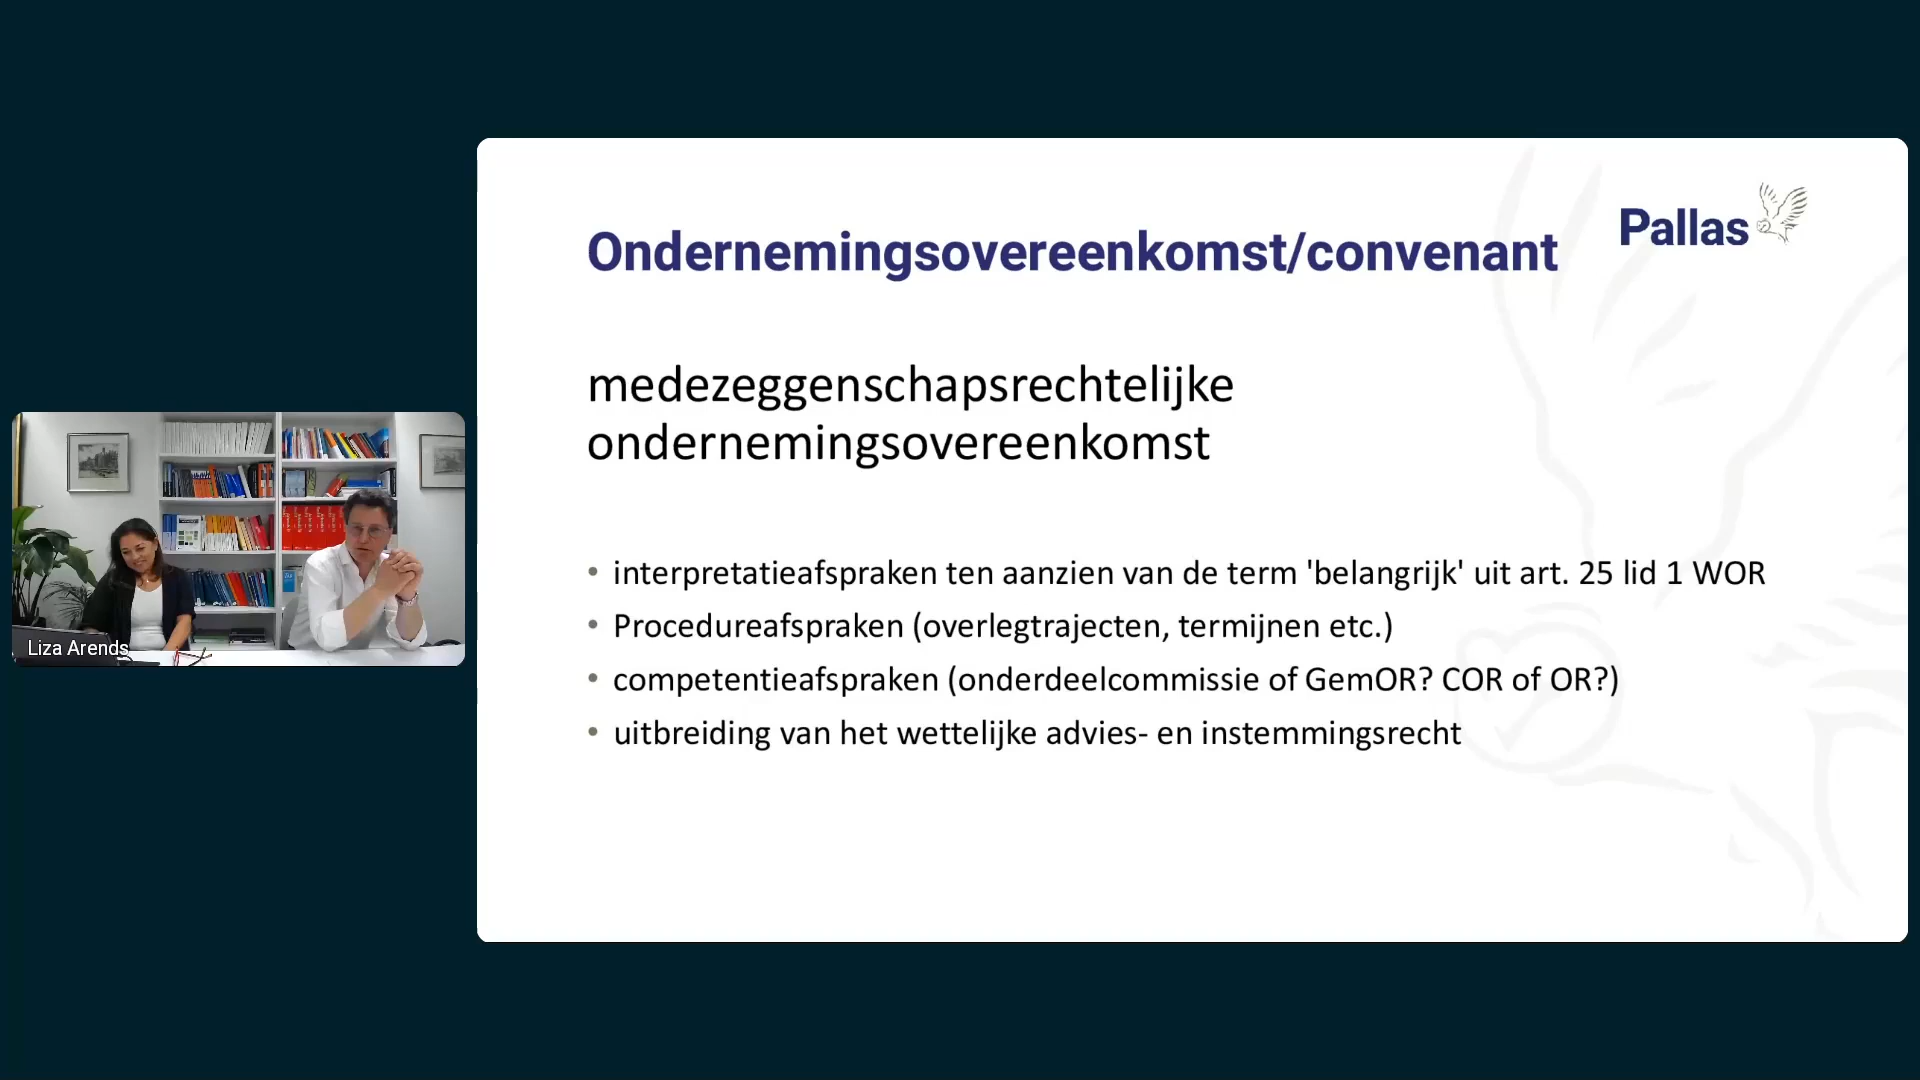 Pallas
Ondernemingsovereenkomst/convenant
medezeggenschapsrechtelijke
ondernemingsovereenkomst
• interpretatieafspraken ten aanzien van de term 'belangrijk' uit art. 25 lid 1 WOR
• Procedureafspraken (overlegtrajecten, termijnen etc.)
• competentieafspraken (onderdeelcommissie of GemOR? COR of OR?)
• uitbreiding van het wettelijke advies- en instemmingsrecht
Liza Arends